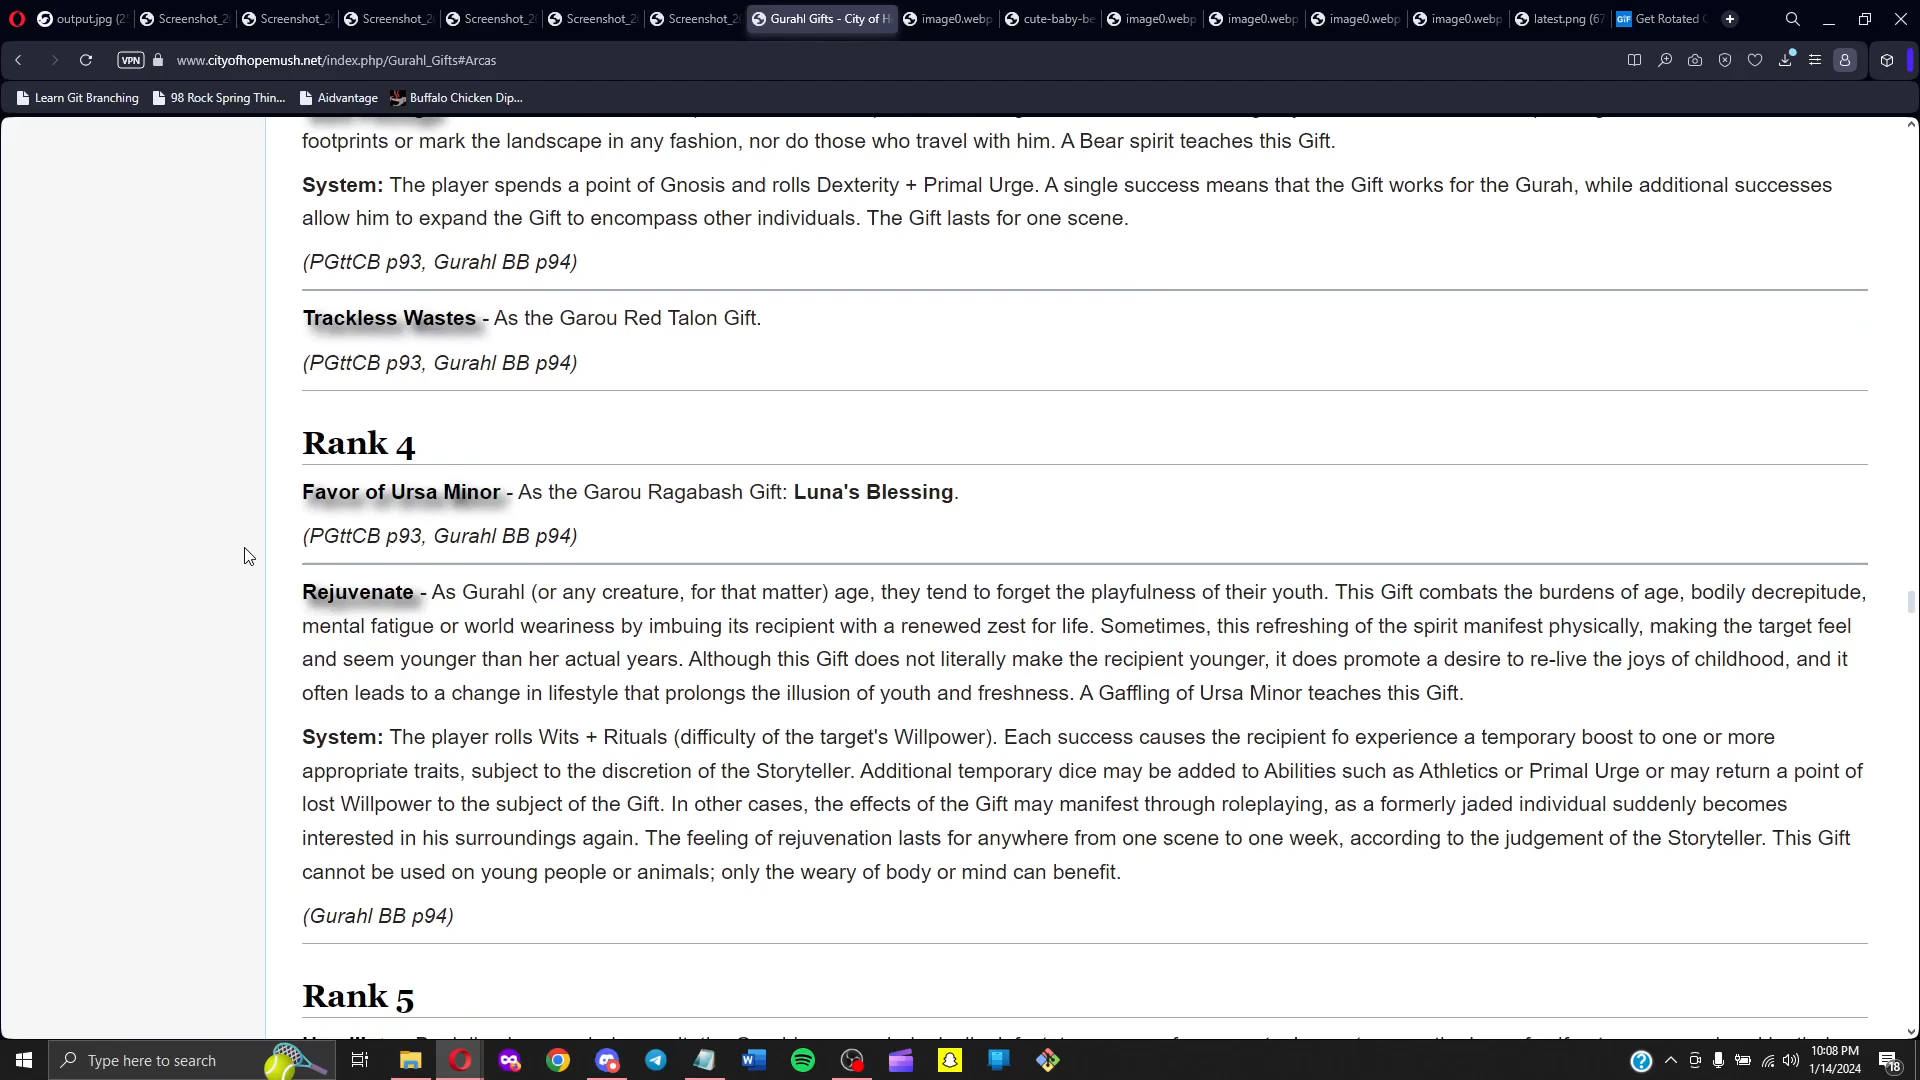 output.jpg (2
Screenshot_2
Screenshot_2
Screenshot_2
Screenshot_2
Screenshot_2
Screenshot_2
Gurahl Gifts - City of H
image0.webp
cute-baby-be
image0.webp
image0.webp
image0.webp
image0.webp
latest.png (67
GIF
Get Rotated
VPN
www.cityofhopemush.net/index.php/Gurahl_Gifts#Arcas
Learn Git Branching
98 Rock Spring Thin...
Aidvantage
Buffalo Chicken Dip...
footprints or mark the landscape in any fashion, nor do those who travel with him. A Bear spirit teaches this Gift.
System: The player spends a point of Gnosis and rolls Dexterity + Primal Urge. A single success means that the Gift works for the Gurah, while additional successes
allow him to expand the Gift to encompass other individuals. The Gift lasts for one scene.
(PGttCB p93, Gurahl BB p94)
Trackless Wastes - As the Garou Red Talon Gift.
(PGttCB p93, Gurahl BB p94)
Rank 4
Favor of Ursa Minor - As the Garou Ragabash Gift: Luna's Blessing.
(PGttCB p93, Gurahl BB p94)
Rejuvenate - As Gurahl (or any creature, for that matter) age, they tend to forget the playfulness of their youth. This Gift combats the burdens of age, bodily decrepitude,
mental fatigue or world weariness by imbuing its recipient with a renewed zest for life. Sometimes, this refreshing of the spirit manifest physically, making the target feel
and seem younger than her actual years. Although this Gift does not literally make the recipient younger, it does promote a desire to re-live the joys of childhood, and it
often leads to a change in lifestyle that prolongs the illusion of youth and freshness. A Gaffling of Ursa Minor teaches this Gift.
System: The player rolls Wits + Rituals (difficulty of the target's Willpower). Each success causes the recipient fo experience a temporary boost to one or more
appropriate traits, subject to the discretion of the Storyteller. Additional temporary dice may be added to Abilities such as Athletics or Primal Urge or may return a point of
lost Willpower to the subject of the Gift. In other cases, the effects of the Gift may manifest through roleplaying, as a formerly jaded individual suddenly becomes
interested in his surroundings again. The feeling of rejuvenation lasts for anywhere from one scene to one week, according to the judgement of the Storyteller. This Gift
cannot be used on young people or animals; only the weary of body or mind can benefit.
(Gurahl BB p94)
Rank 5
Type here to search
10:08 PM
1/14/2024
18